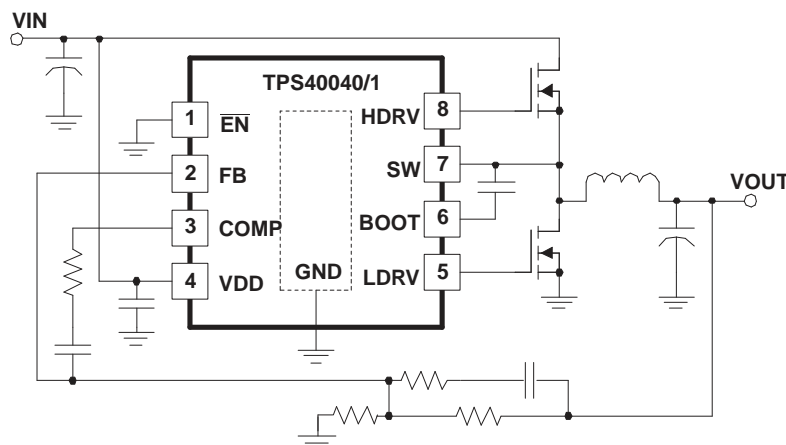 VIN
TPS40040/1
1 EN
HDRV 8
2 FB
SW 7
VOUT
3 COMP
BOOT 6
4 VDD
GND
LDRV 5